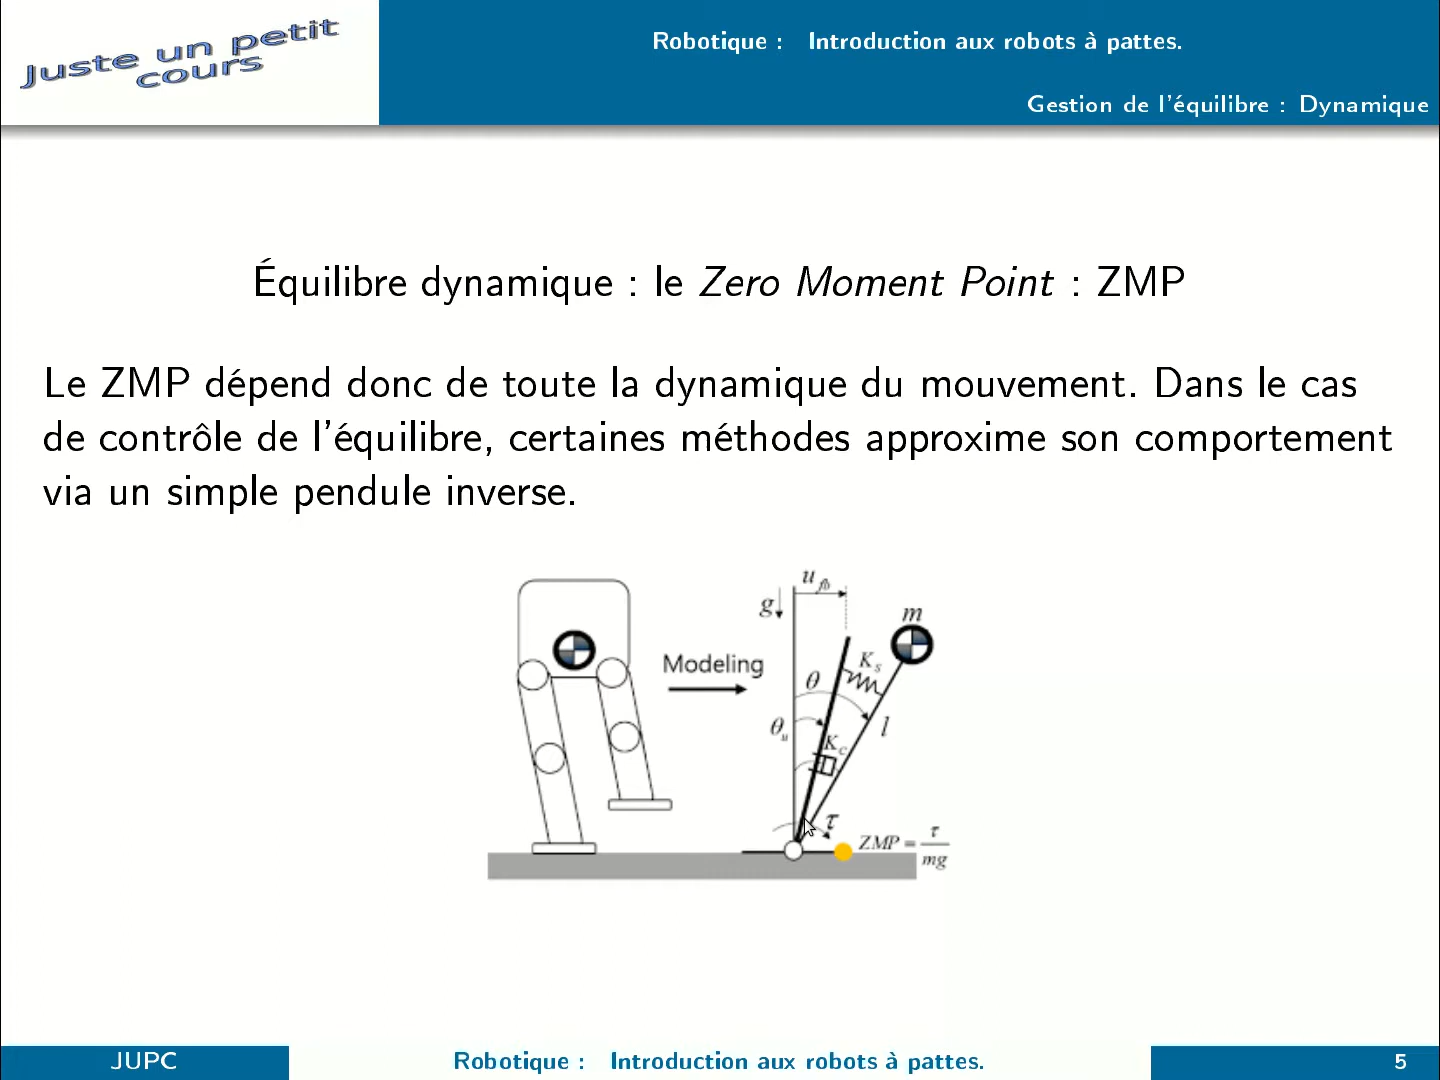 Juste un petit
cours
Robotique : Introduction aux robots à pattes.
Gestion de l'équilibre : Dynamique
Équilibre dynamique : le Zero Moment Point : ZMP
Le ZMP dépend donc de toute la dynamique du mouvement. Dans le cas
de contrôle de l'équilibre, certaines méthodes approxime son comportement
via un simple pendule inverse.
u_fb
g
m
Modeling
K_s
θ
θ_u
l
K_c
τ
ZMP = τ/mg
JUPC
Robotique : Introduction aux robots à pattes.
5